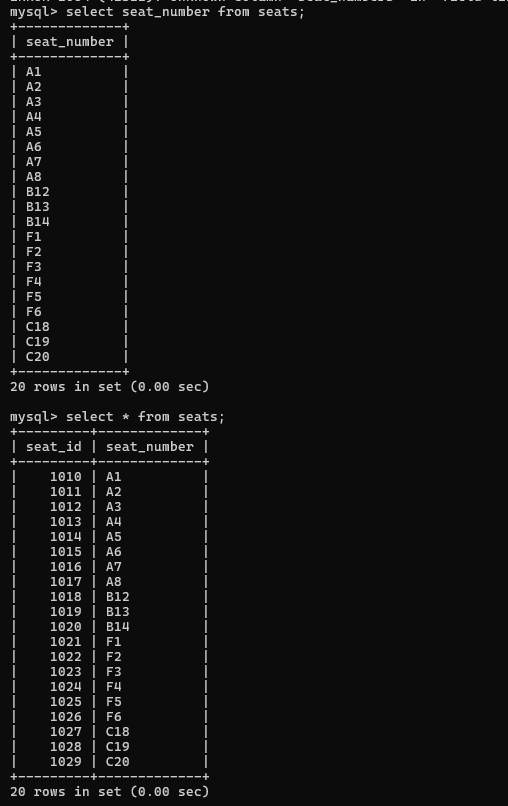 mysql> select seat_number from seats;
+-------------+
| seat_number |
+-------------+
| A1          |
| A2          |
| A3          |
| A4          |
| A5          |
| A6          |
| A7          |
| A8          |
| B12         |
| B13         |
| B14         |
| F1          |
| F2          |
| F3          |
| F4          |
| F5          |
| F6          |
| C18         |
| C19         |
| C20         |
+-------------+
20 rows in set (0.00 sec)

mysql> select * from seats;
+---------+-------------+
| seat_id | seat_number |
+---------+-------------+
|    1010 | A1          |
|    1011 | A2          |
|    1012 | A3          |
|    1013 | A4          |
|    1014 | A5          |
|    1015 | A6          |
|    1016 | A7          |
|    1017 | A8          |
|    1018 | B12         |
|    1019 | B13         |
|    1020 | B14         |
|    1021 | F1          |
|    1022 | F2          |
|    1023 | F3          |
|    1024 | F4          |
|    1025 | F5          |
|    1026 | F6          |
|    1027 | C18         |
|    1028 | C19         |
|    1029 | C20         |
+---------+-------------+
20 rows in set (0.00 sec)